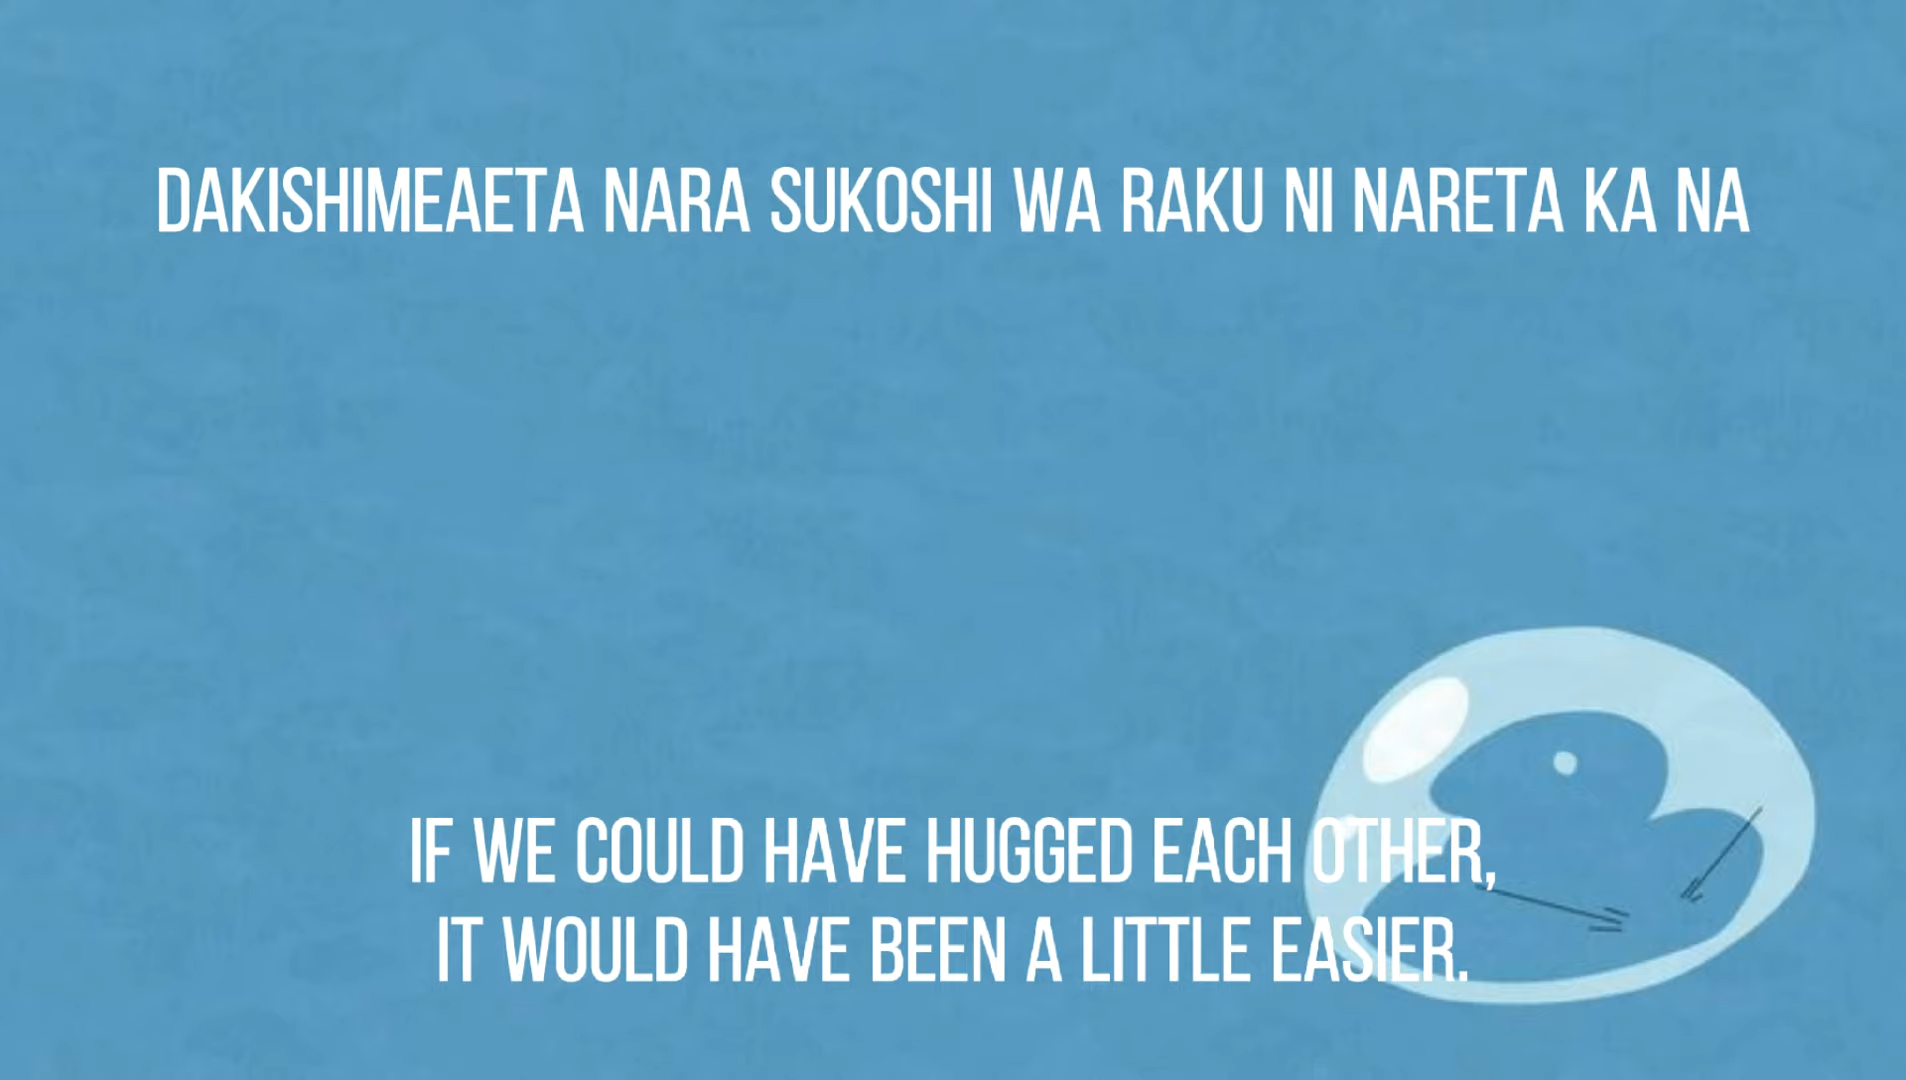 DAKISHIMEAETA NARA SUKOSHI WA RAKU NI NARETA KA NA
IF WE COULD HAVE HUGGED EACH OTHER,
IT WOULD HAVE BEEN A LITTLE EASIER.